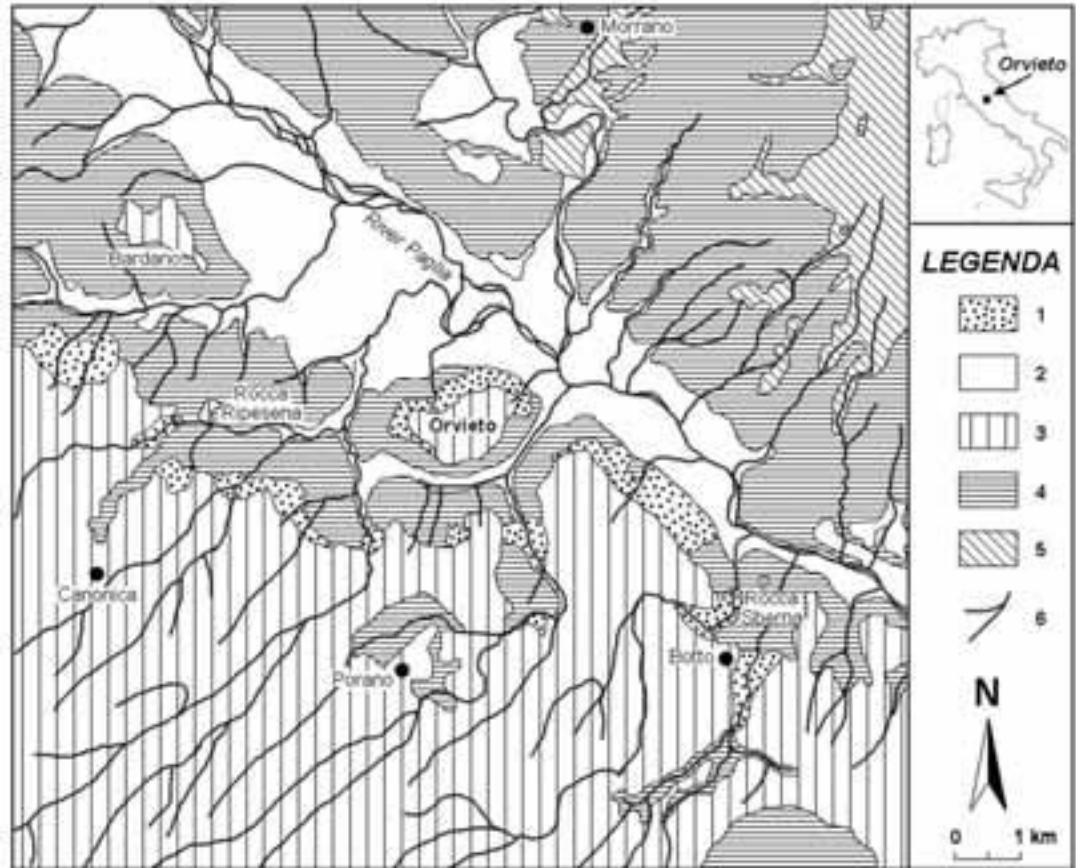 Morrano
Orvieto
River Paglia
Bardano
LEGENDA
1
2
3
4
5
6
Rocca
Ripesena
Orvieto
Canonica
Rocca
Sberna
Botto
Porano
N
0 1 km